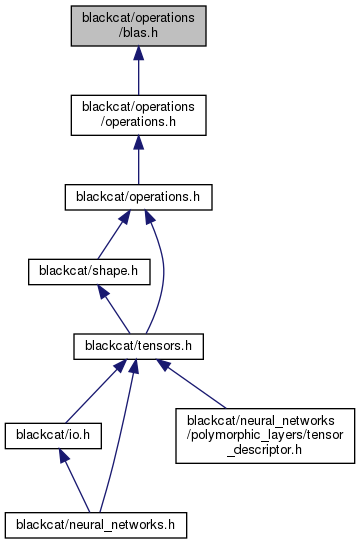 blackcat/operations
/blas.h
blackcat/operations
/operations.h
blackcat/operations.h
blackcat/shape.h
blackcat/tensors.h
blackcat/io.h
blackcat/neural_networks
/polymorphic_layers/tensor
_descriptor.h
blackcat/neural_networks.h